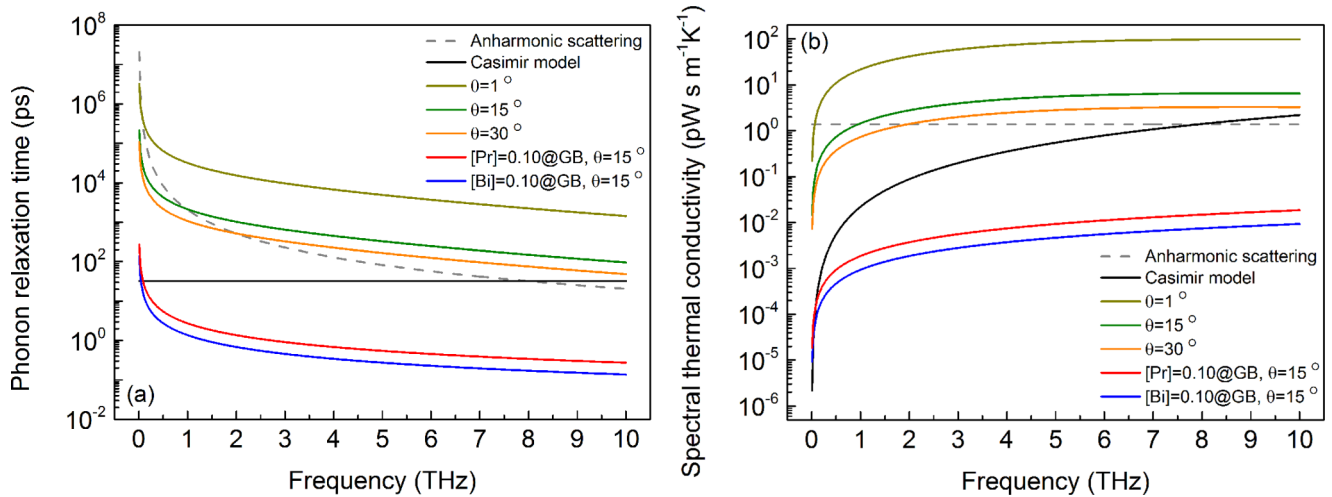 Phonon relaxation time (ps)
10^8
10^6
10^4
10^2
10^0
10^-2
Anharmonic scattering
Casimir model
θ=1 °
θ=15 °
θ=30 °
[Pr]=0.10@GB, θ=15 °
[Bi]=0.10@GB, θ=15 °
(a)
0 1 2 3 4 5 6 7 8 9 10
Frequency (THz)
Spectral thermal conductivity (pW s m^-1K^-1)
(b)
10^2
10^1
10^0
10^-1
10^-2
10^-3
10^-4
10^-5
10^-6
Anharmonic scattering
Casimir model
θ=1 °
θ=15 °
θ=30 °
[Pr]=0.10@GB, θ=15 °
[Bi]=0.10@GB, θ=15 °
0 1 2 3 4 5 6 7 8 9 10
Frequency (THz)